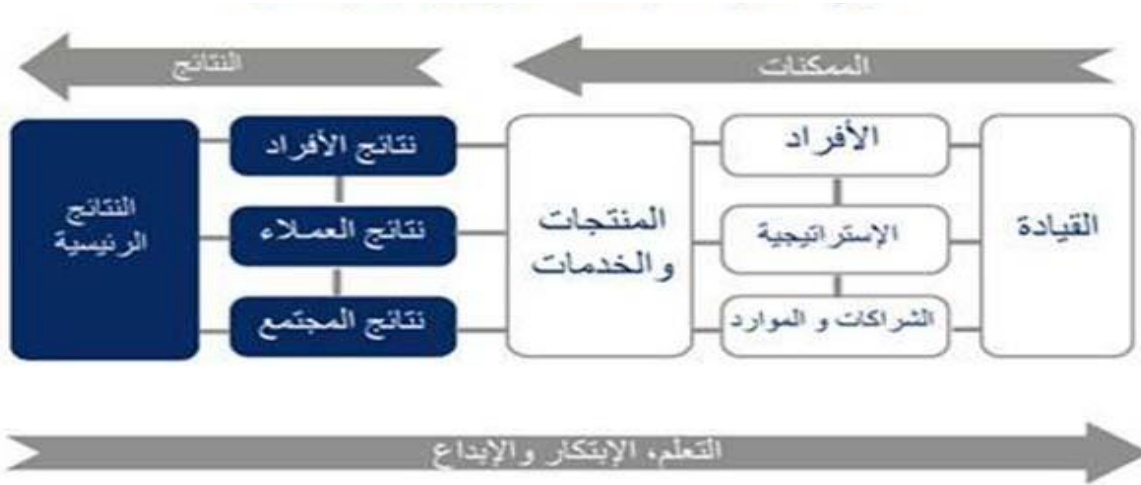 الممكنات
النتائج
القيادة
الأفراد
الإستراتيجية
الشراكات و الموارد
المنتجات
والخدمات
نتائج الأفراد
نتائج العملاء
نتائج المجتمع
النتائج
الرئيسية
التعلم، الإبتكار والإبداع